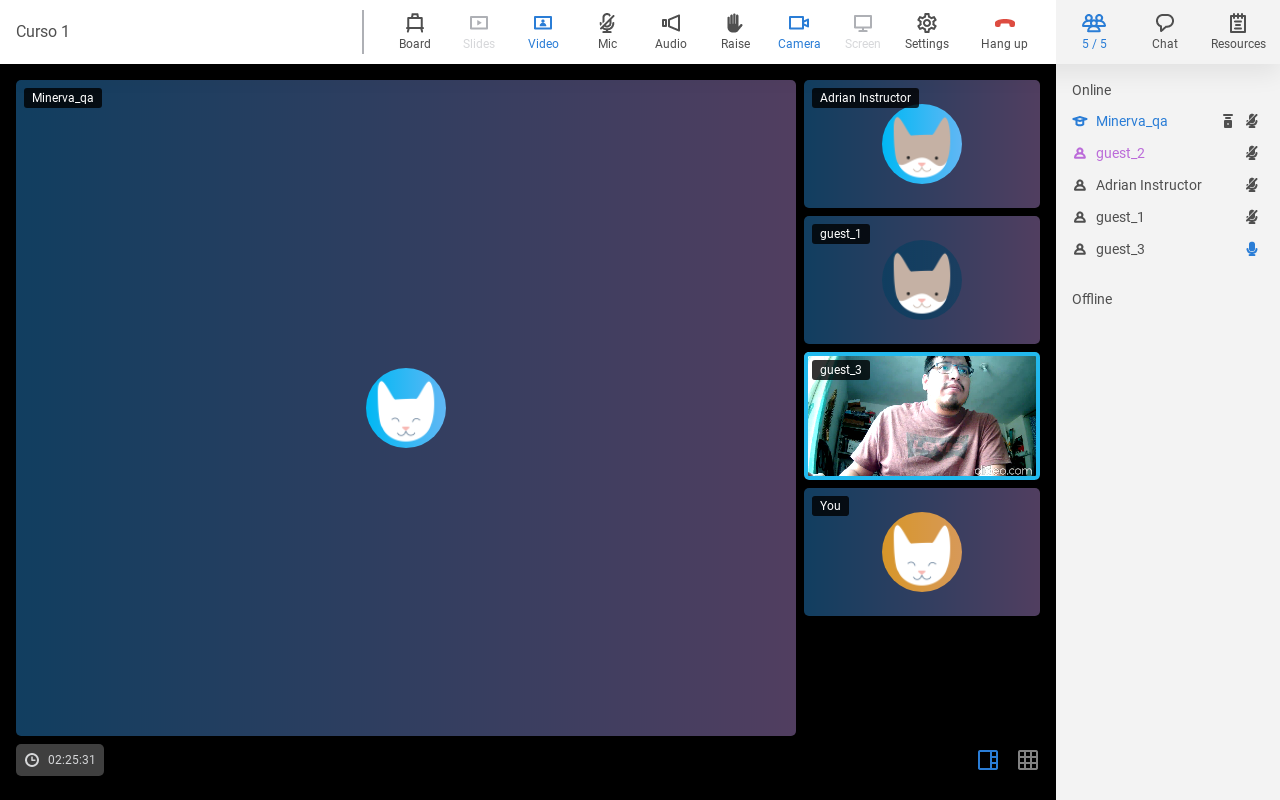 Curso 1
Board
Slides
Video
Mic
Audio
Raise
Camera
Screen
Settings
Hang up
5 / 5
Chat
Resources
Minerva_qa
Adrian Instructor
guest_1
guest_3
You
02:25:31
Online
Minerva_qa
guest_2
Adrian Instructor
guest_1
guest_3
Offline